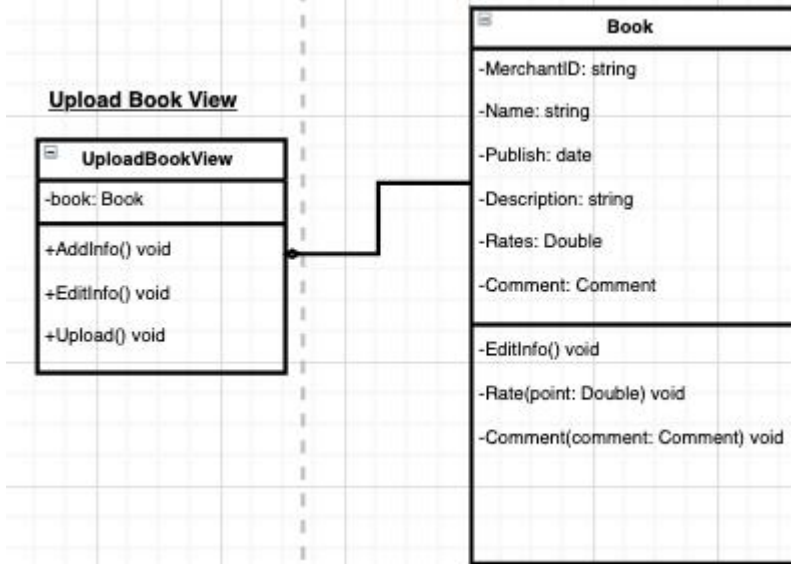 Upload Book View
UploadBookView
-book: Book
+AddInfo() void
+EditInfo() void
+Upload() void
Book
-MerchantID: string
-Name: string
-Publish: date
-Description: string
-Rates: Double
-Comment: Comment
-EditInfo() void
-Rate(point: Double) void
-Comment(comment: Comment) void